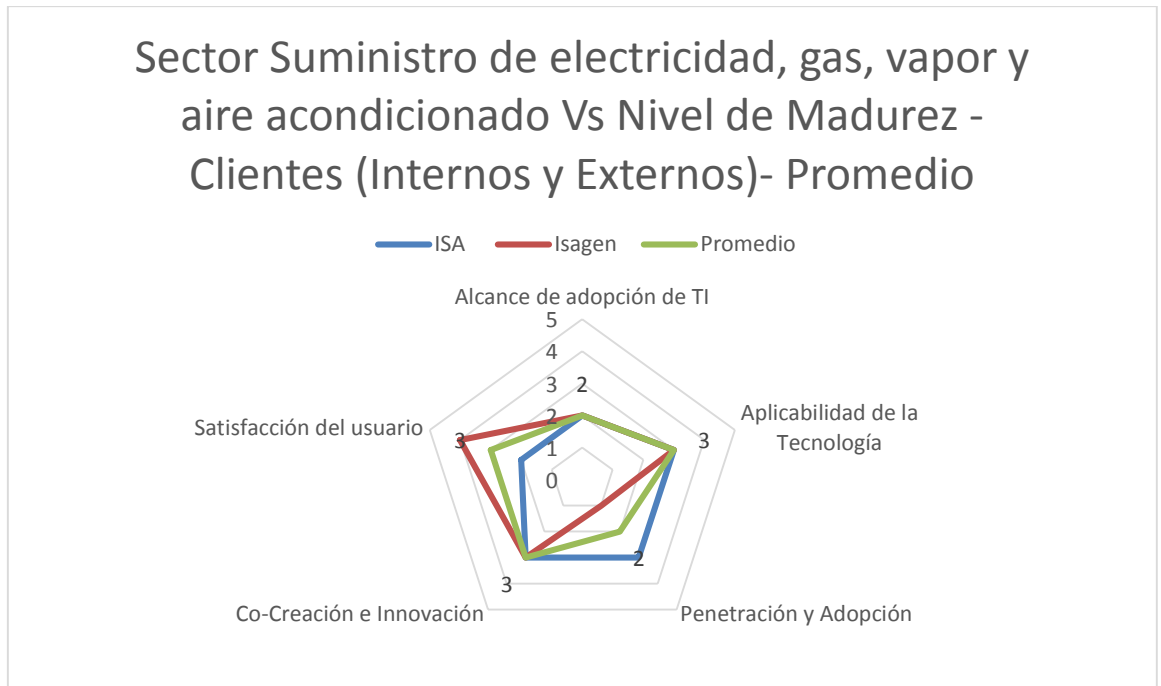 Sector Suministro de electricidad, gas, vapor y
aire acondicionado Vs Nivel de Madurez -
Clientes (Internos y Externos)- Promedio
ISA Isagen Promedio
Alcance de adopción de TI
5
4
3 2
2
1
0
Aplicabilidad de la
Tecnología
3
Satisfacción del usuario
3
2
3
Co-Creación e Innovación
Penetración y Adopción